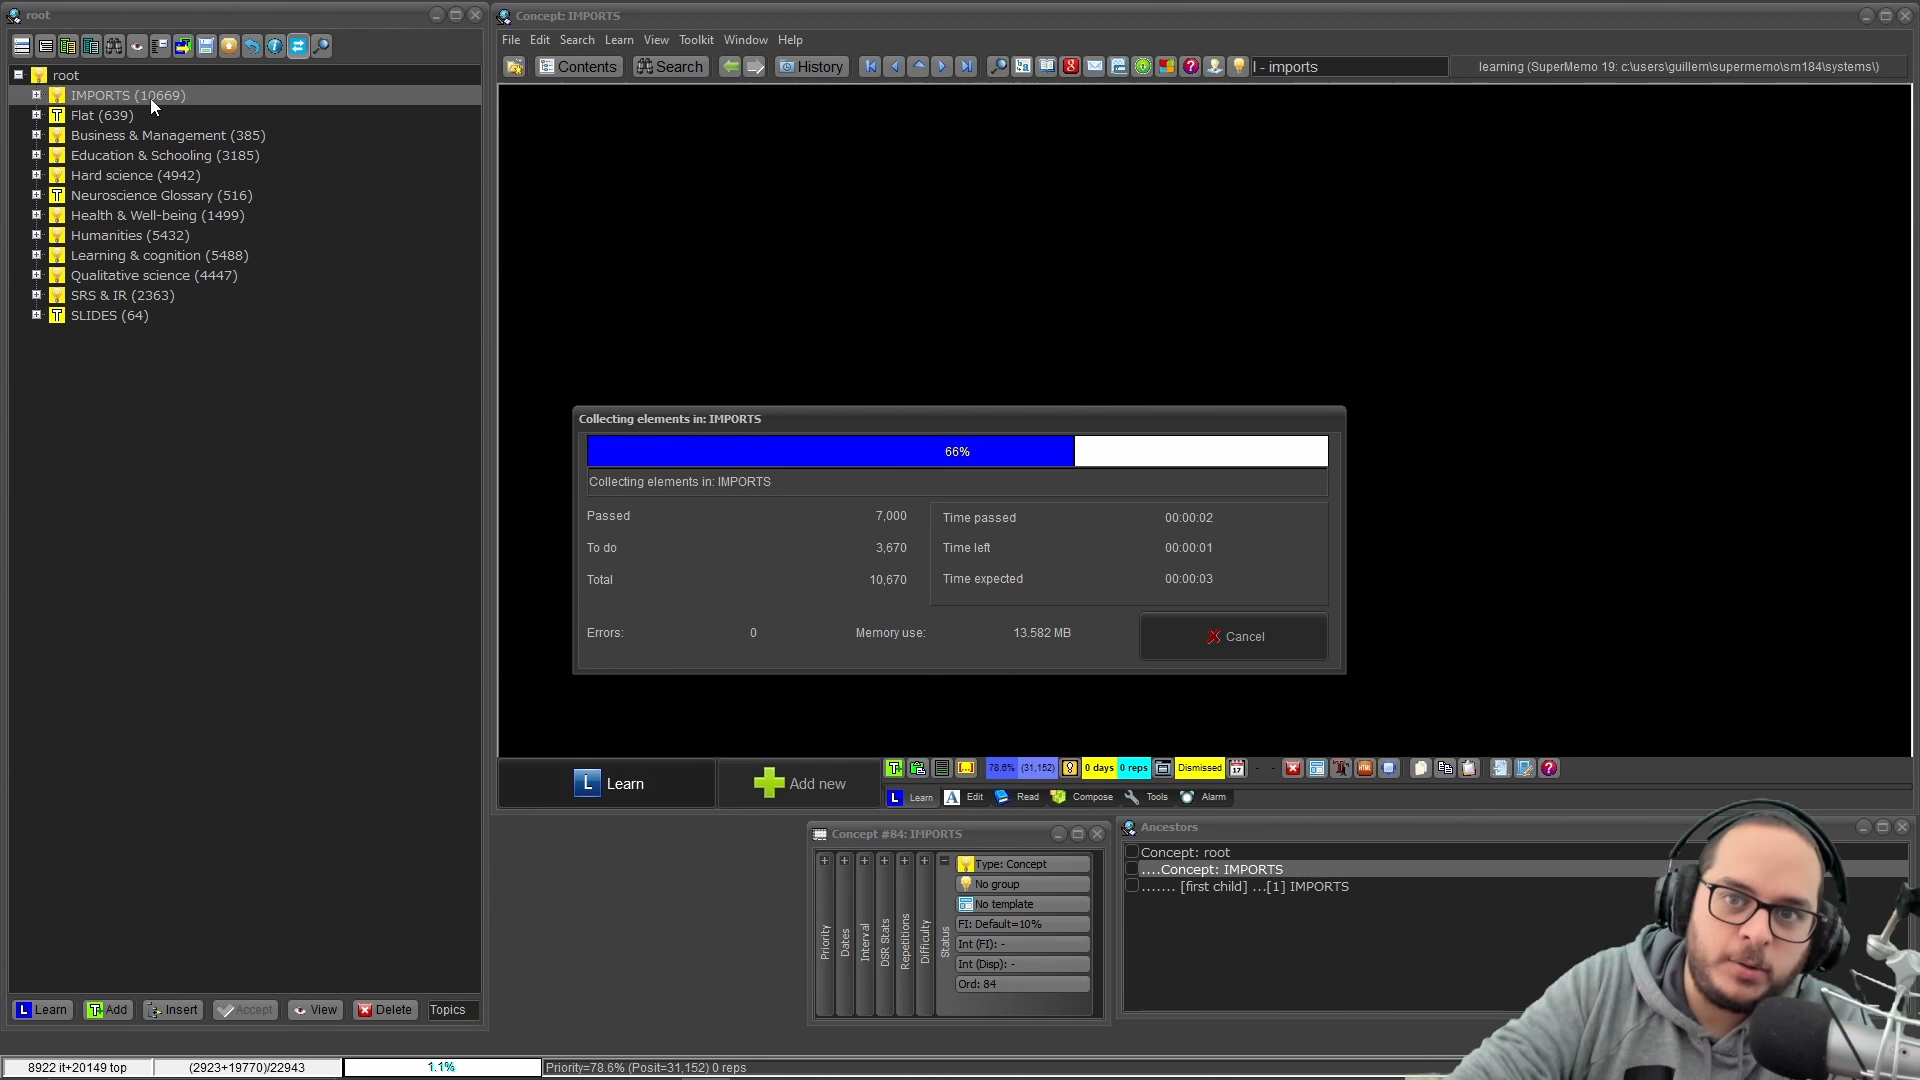 root
root
IMPORTS (10669)
Flat (639)
Business & Management (385)
Education & Schooling (3185)
Hard science (4942)
Neuroscience Glossary (516)
Health & Well-being (1499)
Humanities (5432)
Learning & cognition (5488)
Qualitative science (4447)
SRS & IR (2363)
SLIDES (64)
Learn
Add
Insert
Accept
View
Delete
Topics
Concept: IMPORTS
File Edit Search Learn View Toolkit Window Help
Contents
Search
History
I - imports
learning (SuperMemo 19: c:\users\guillem\supermemo\sm184\systems\)
Collecting elements in: IMPORTS
66%
Collecting elements in: IMPORTS
Passed 7,000
To do 3,670
Total 10,670
Time passed 00:00:02
Time left 00:00:01
Time expected 00:00:03
Errors: 0
Memory use: 13.582 MB
Cancel
Learn
Add new
78.6% (31,152) 0 days 0 reps Dismissed
Learn Edit Read Compose Tools Alarm
Concept #84: IMPORTS
Priority
Dates
Interval
DSR Stats
Repetitions
Difficulty
Status
Type: Concept
No group
No template
FI: Default=10%
Int (FI): -
Int (Disp): -
Ord: 84
Ancestors
Concept: root
....Concept: IMPORTS
....... [first child] ...[1] IMPORTS
8922 it+20149 top
(2923+19770)/22943
1.1%
Priority=78.6% (Posit=31,152) 0 reps